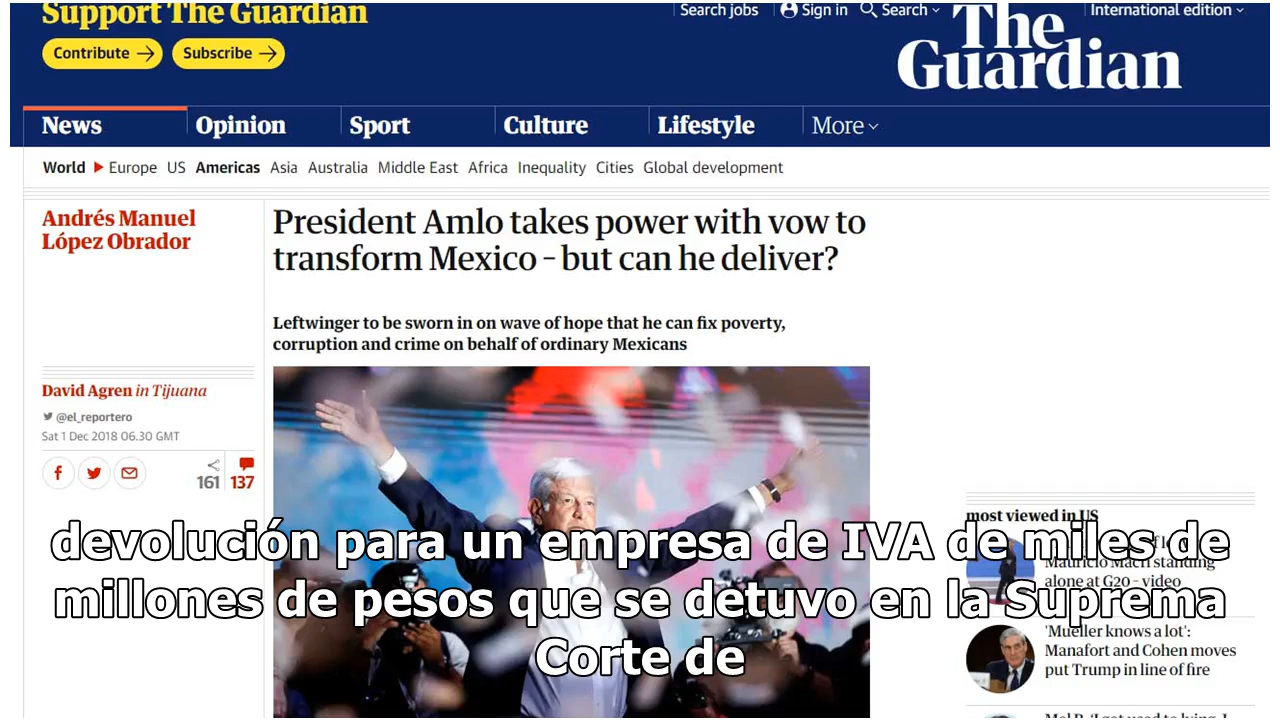 Support The Guardian
Contribute →
Subscribe →
Search jobs
Sign in
Search
International edition
The
Guardian
News
Opinion
Sport
Culture
Lifestyle
More
World
Europe
US
Americas
Asia
Australia
Middle East
Africa
Inequality
Cities
Global development
Andrés Manuel
López Obrador
President Amlo takes power with vow to
transform Mexico – but can he deliver?
Leftwinger to be sworn in on wave of hope that he can fix poverty,
corruption and crime on behalf of ordinary Mexicans
David Agren in Tijuana
@el_reportero
Sat 1 Dec 2018 06.30 GMT
161
137
devolución para un empresa de IVA de miles de
millones de pesos que se detuvo en la Suprema
Corte de
most viewed in US
Mauricio Macri standing
alone at G20 – video
'Mueller knows a lot':
Manafort and Cohen moves
put Trump in line of fire